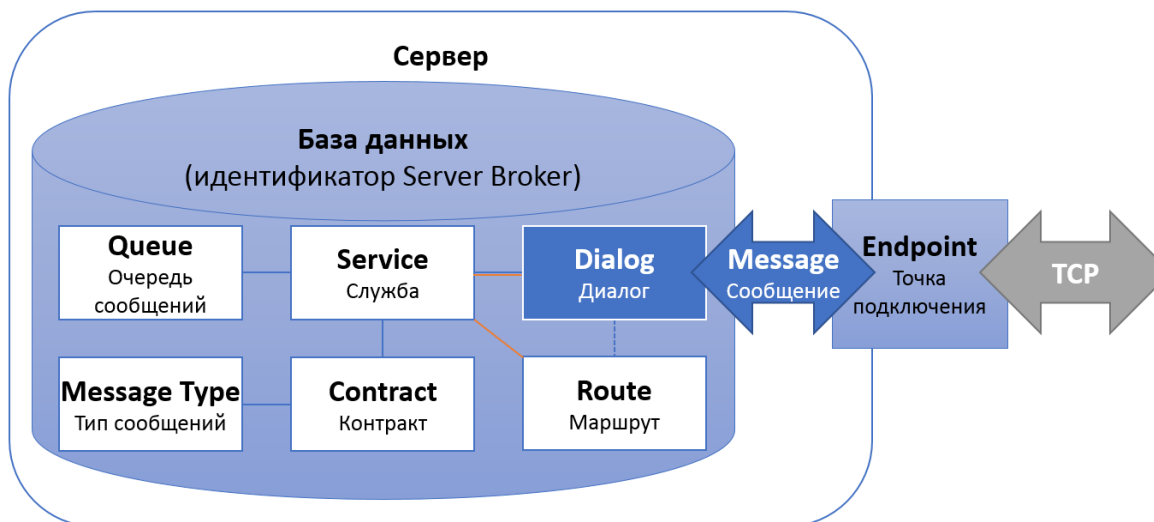 Сервер
База данных
(идентификатор Server Broker)
Queue
Очередь
сообщений
Service
Служба
Dialog
Диалог
Message
Сообщение
Endpoint
Точка
подключения
TCP
Message Type
Тип сообщений
Contract
Контракт
Route
Маршрут